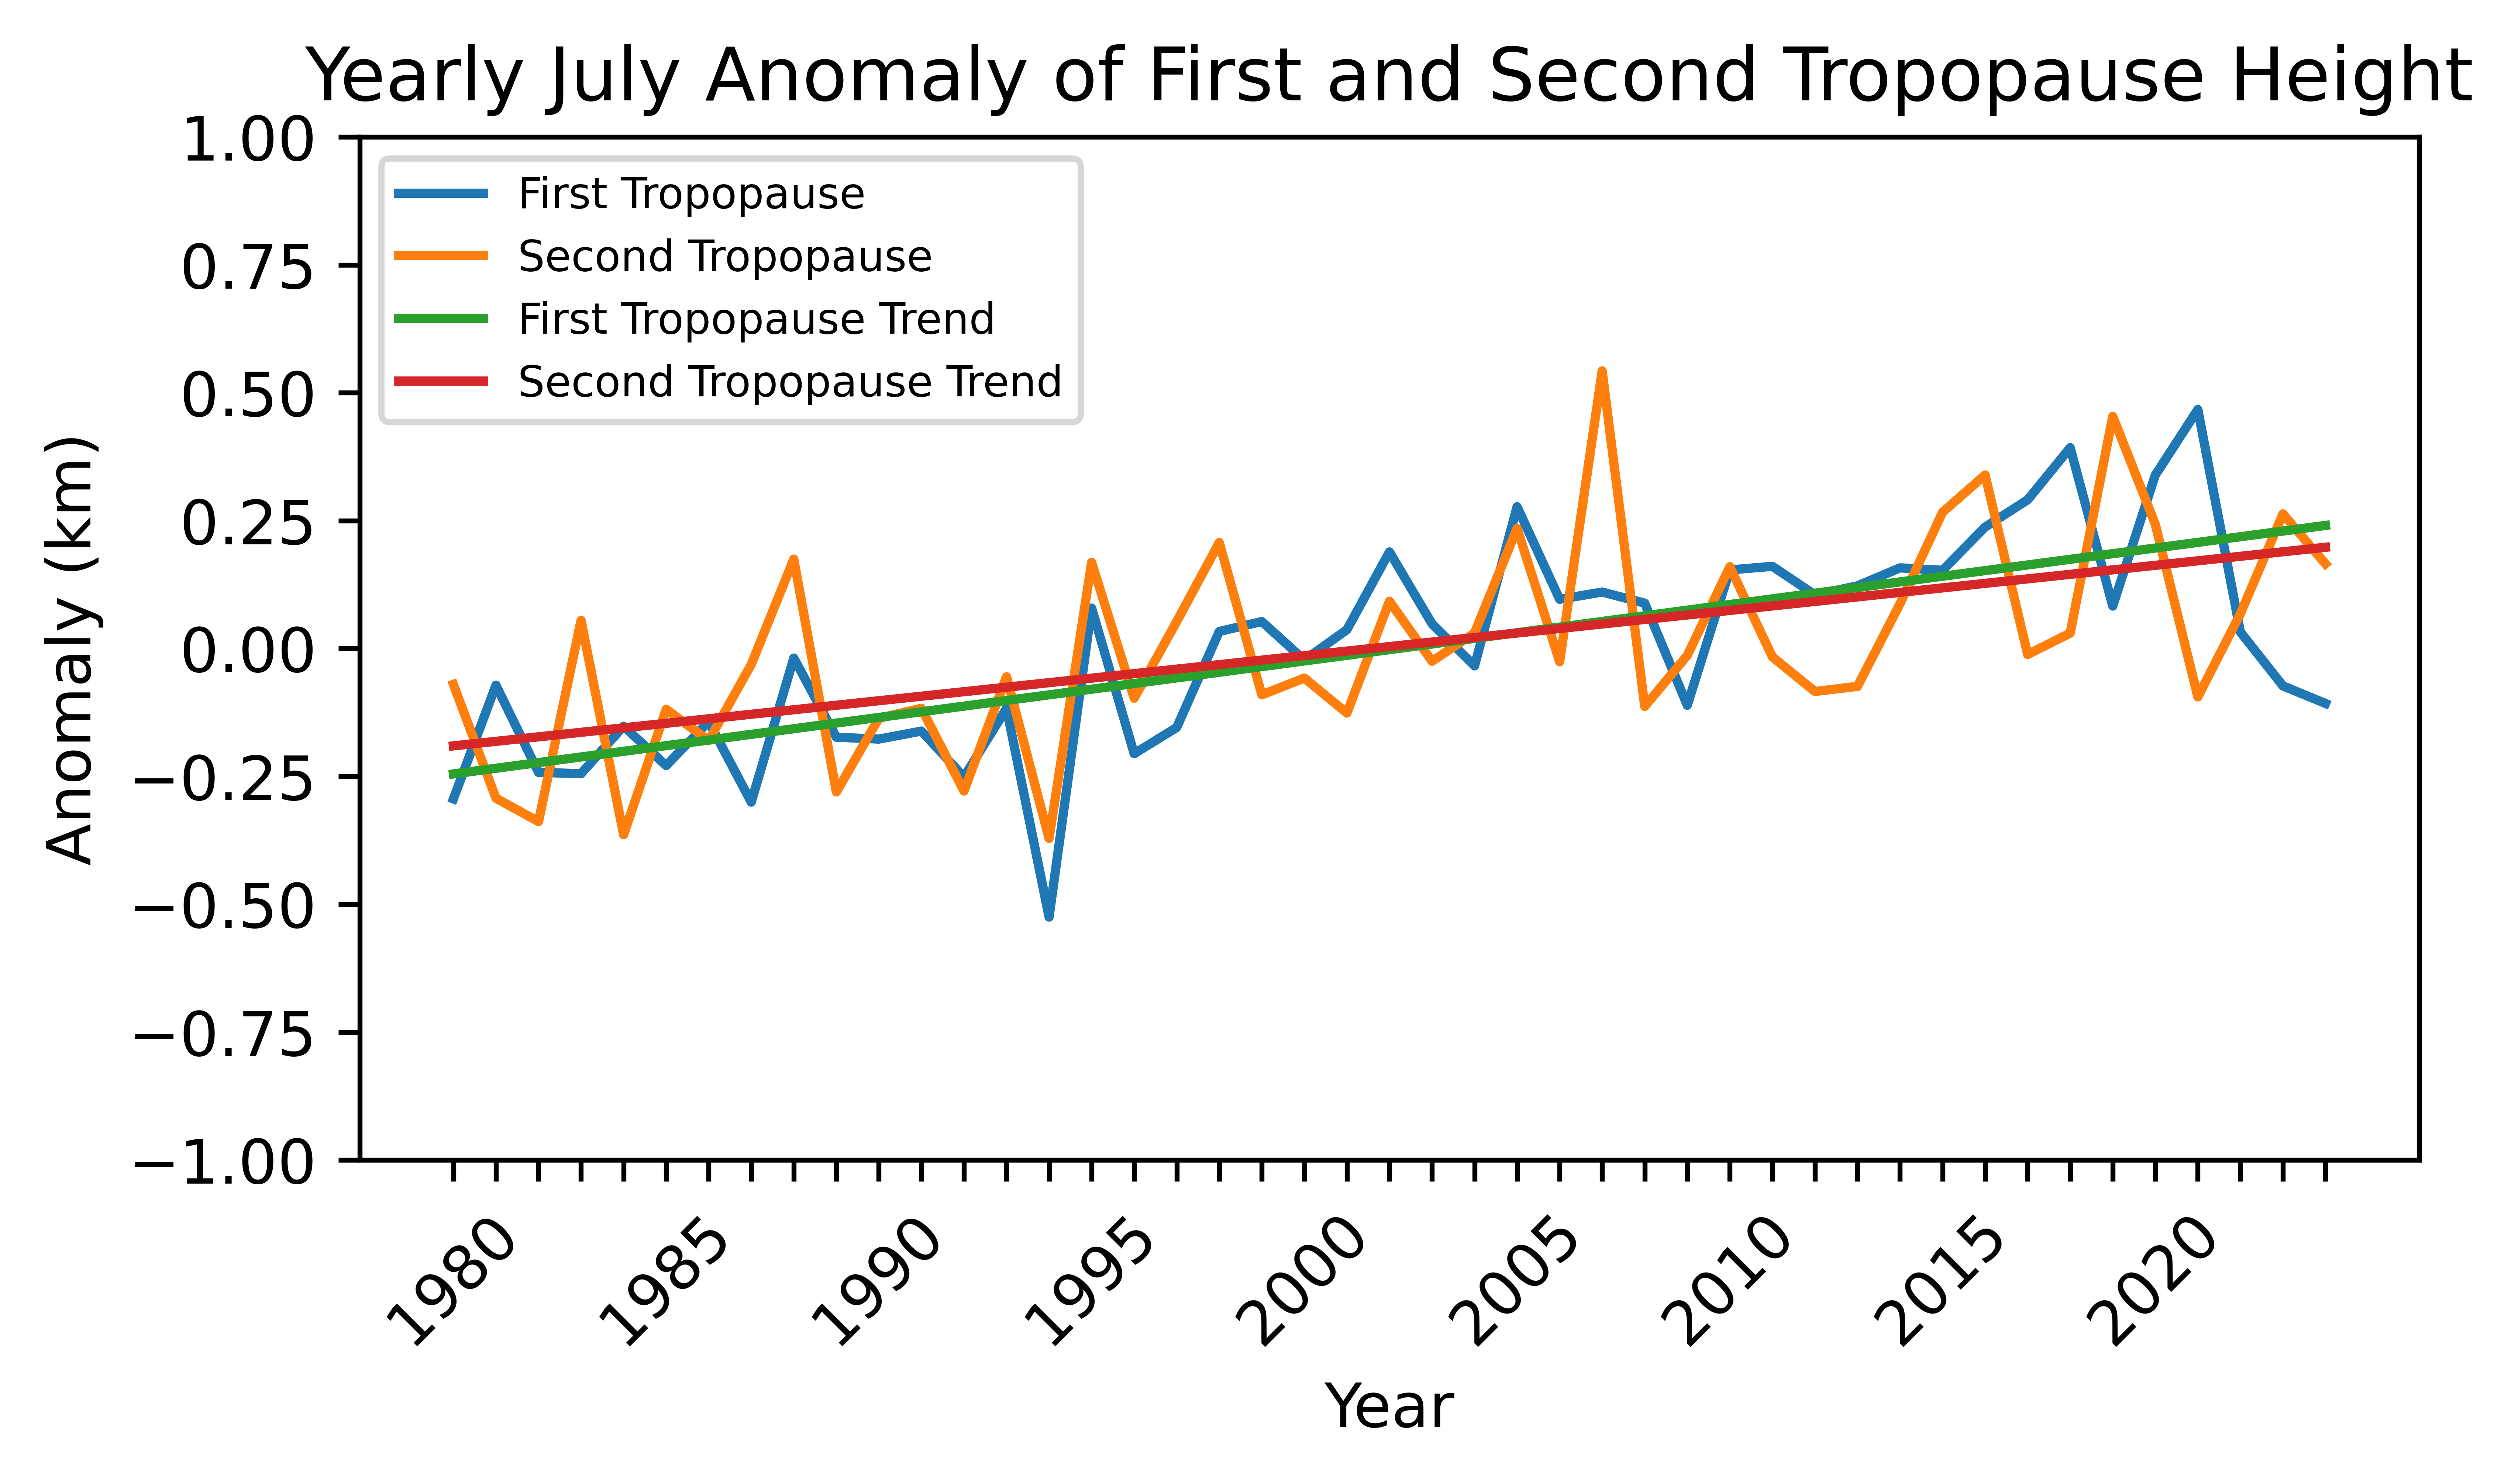 Yearly July Anomaly of First and Second Tropopause Height
1.00
0.75
0.50
0.25
0.00
−0.25
−0.50
−0.75
−1.00
Anomaly (km)
First Tropopause
Second Tropopause
First Tropopause Trend
Second Tropopause Trend
1980
1985
1990
1995
2000
2005
2010
2015
2020
Year